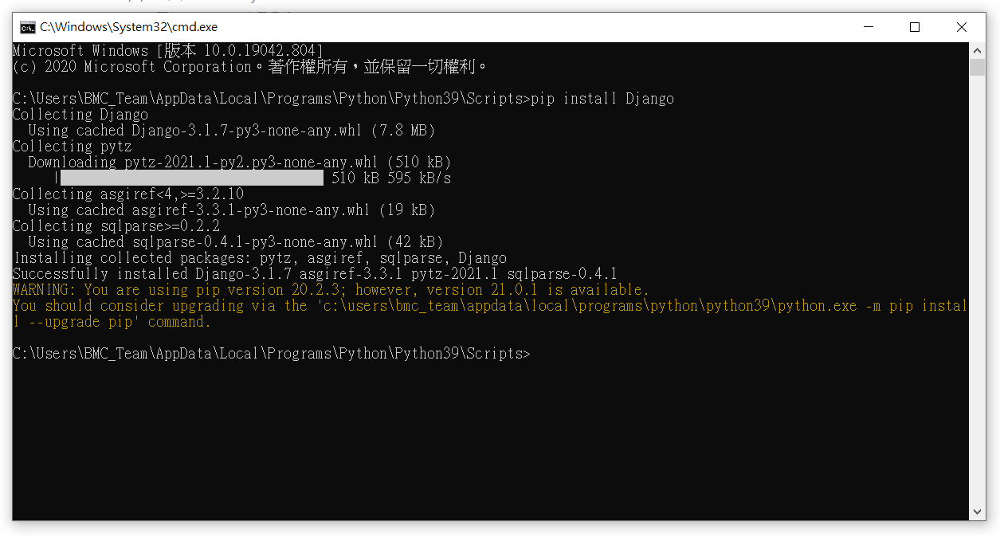 C:\Windows\System32\cmd.exe
Microsoft Windows [版本 10.0.19042.804]
(c) 2020 Microsoft Corporation。著作權所有，並保留一切權利。
C:\Users\BMC_Team\AppData\Local\Programs\Python\Python39\Scripts>pip install Django
Collecting Django
  Using cached Django-3.1.7-py3-none-any.whl (7.8 MB)
Collecting pytz
  Downloading pytz-2021.1-py2.py3-none-any.whl (510 kB)
     | 510 kB 595 kB/s
Collecting asgiref<4,>=3.2.10
  Using cached asgiref-3.3.1-py3-none-any.whl (19 kB)
Collecting sqlparse>=0.2.2
  Using cached sqlparse-0.4.1-py3-none-any.whl (42 kB)
Installing collected packages: pytz, asgiref, sqlparse, Django
Successfully installed Django-3.1.7 asgiref-3.3.1 pytz-2021.1 sqlparse-0.4.1
WARNING: You are using pip version 20.2.3; however, version 21.0.1 is available.
You should consider upgrading via the 'c:\users\bmc_team\appdata\local\programs\python\python39\python.exe -m pip instal
l --upgrade pip' command.
C:\Users\BMC_Team\AppData\Local\Programs\Python\Python39\Scripts>